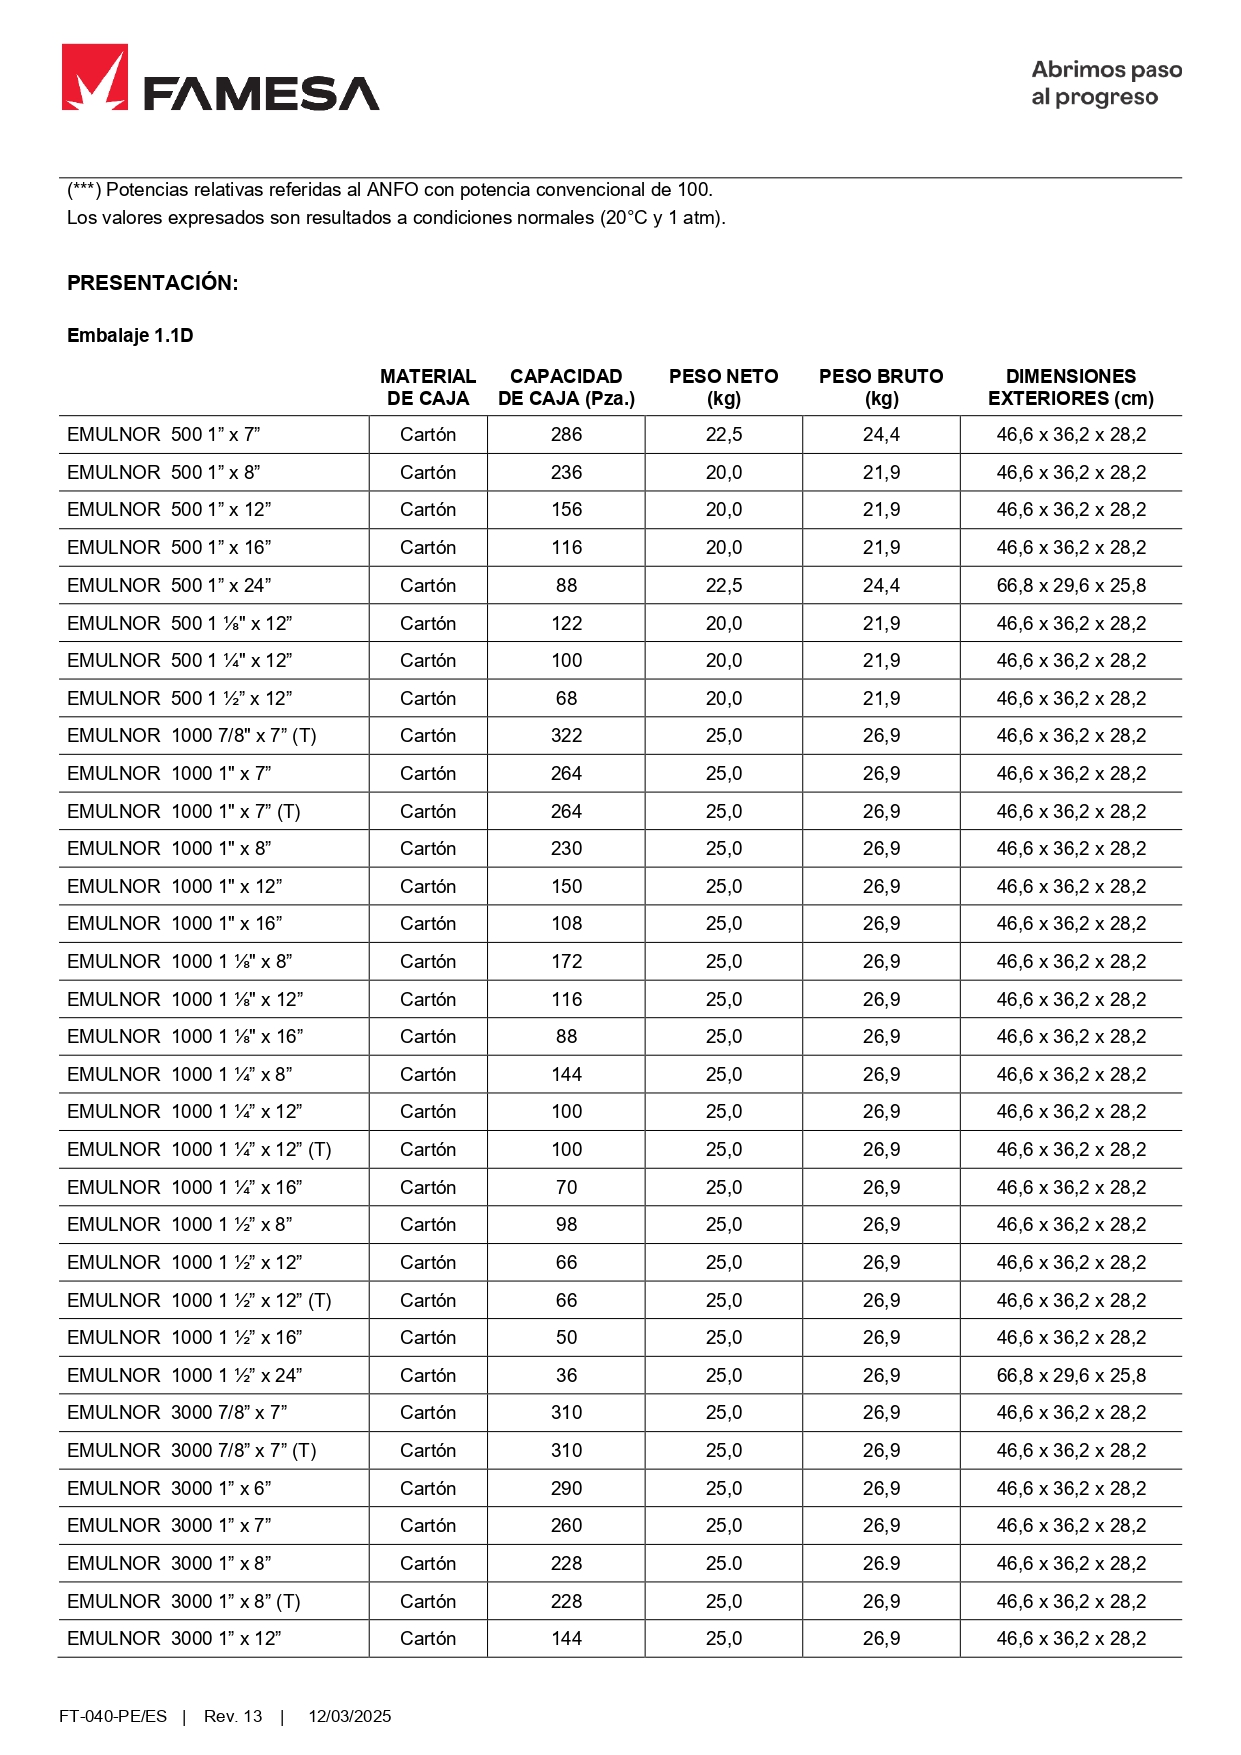 FAMESA
Abrimos paso
al progreso
(***) Potencias relativas referidas al ANFO con potencia convencional de 100.
Los valores expresados son resultados a condiciones normales (20°C y 1 atm).
PRESENTACIÓN:
Embalaje 1.1D
MATERIAL DE CAJA CAPACIDAD DE CAJA (Pza.) PESO NETO (kg) PESO BRUTO (kg) DIMENSIONES EXTERIORES (cm)
EMULNOR 500 1” x 7” Cartón 286 22,5 24,4 46,6 x 36,2 x 28,2
EMULNOR 500 1” x 8” Cartón 236 20,0 21,9 46,6 x 36,2 x 28,2
EMULNOR 500 1” x 12” Cartón 156 20,0 21,9 46,6 x 36,2 x 28,2
EMULNOR 500 1” x 16” Cartón 116 20,0 21,9 46,6 x 36,2 x 28,2
EMULNOR 500 1” x 24” Cartón 88 22,5 24,4 66,8 x 29,6 x 25,8
EMULNOR 500 1 ⅛" x 12” Cartón 122 20,0 21,9 46,6 x 36,2 x 28,2
EMULNOR 500 1 ¼" x 12” Cartón 100 20,0 21,9 46,6 x 36,2 x 28,2
EMULNOR 500 1 ½” x 12” Cartón 68 20,0 21,9 46,6 x 36,2 x 28,2
EMULNOR 1000 7/8" x 7” (T) Cartón 322 25,0 26,9 46,6 x 36,2 x 28,2
EMULNOR 1000 1" x 7” Cartón 264 25,0 26,9 46,6 x 36,2 x 28,2
EMULNOR 1000 1" x 7” (T) Cartón 264 25,0 26,9 46,6 x 36,2 x 28,2
EMULNOR 1000 1" x 8” Cartón 230 25,0 26,9 46,6 x 36,2 x 28,2
EMULNOR 1000 1" x 12” Cartón 150 25,0 26,9 46,6 x 36,2 x 28,2
EMULNOR 1000 1" x 16” Cartón 108 25,0 26,9 46,6 x 36,2 x 28,2
EMULNOR 1000 1 ⅛" x 8” Cartón 172 25,0 26,9 46,6 x 36,2 x 28,2
EMULNOR 1000 1 ⅛" x 12” Cartón 116 25,0 26,9 46,6 x 36,2 x 28,2
EMULNOR 1000 1 ⅛" x 16” Cartón 88 25,0 26,9 46,6 x 36,2 x 28,2
EMULNOR 1000 1 ¼” x 8” Cartón 144 25,0 26,9 46,6 x 36,2 x 28,2
EMULNOR 1000 1 ¼” x 12” Cartón 100 25,0 26,9 46,6 x 36,2 x 28,2
EMULNOR 1000 1 ¼” x 12” (T) Cartón 100 25,0 26,9 46,6 x 36,2 x 28,2
EMULNOR 1000 1 ¼” x 16” Cartón 70 25,0 26,9 46,6 x 36,2 x 28,2
EMULNOR 1000 1 ½” x 8” Cartón 98 25,0 26,9 46,6 x 36,2 x 28,2
EMULNOR 1000 1 ½” x 12” Cartón 66 25,0 26,9 46,6 x 36,2 x 28,2
EMULNOR 1000 1 ½” x 12” (T) Cartón 66 25,0 26,9 46,6 x 36,2 x 28,2
EMULNOR 1000 1 ½” x 16” Cartón 50 25,0 26,9 46,6 x 36,2 x 28,2
EMULNOR 1000 1 ½” x 24” Cartón 36 25,0 26,9 66,8 x 29,6 x 25,8
EMULNOR 3000 7/8” x 7” Cartón 310 25,0 26,9 46,6 x 36,2 x 28,2
EMULNOR 3000 7/8” x 7” (T) Cartón 310 25,0 26,9 46,6 x 36,2 x 28,2
EMULNOR 3000 1” x 6” Cartón 290 25,0 26,9 46,6 x 36,2 x 28,2
EMULNOR 3000 1” x 7” Cartón 260 25,0 26,9 46,6 x 36,2 x 28,2
EMULNOR 3000 1” x 8” Cartón 228 25.0 26.9 46,6 x 36,2 x 28,2
EMULNOR 3000 1” x 8” (T) Cartón 228 25,0 26,9 46,6 x 36,2 x 28,2
EMULNOR 3000 1” x 12” Cartón 144 25,0 26,9 46,6 x 36,2 x 28,2
FT-040-PE/ES | Rev. 13 | 12/03/2025